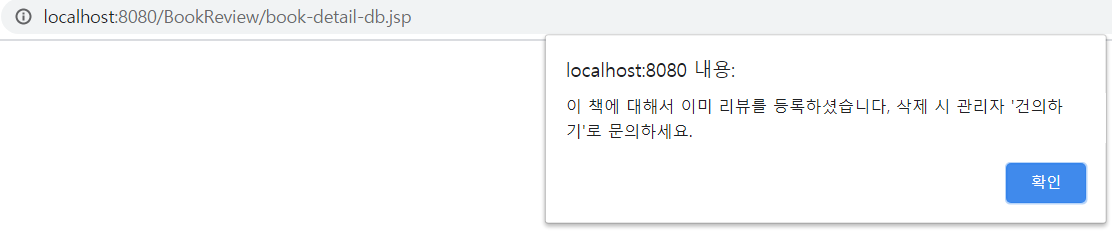 localhost:8080/BookReview/book-detail-db.jsp
localhost:8080 내용:
이 책에 대해서 이미 리뷰를 등록하셨습니다, 삭제 시 관리자 '건의하
기'로 문의하세요.
확인